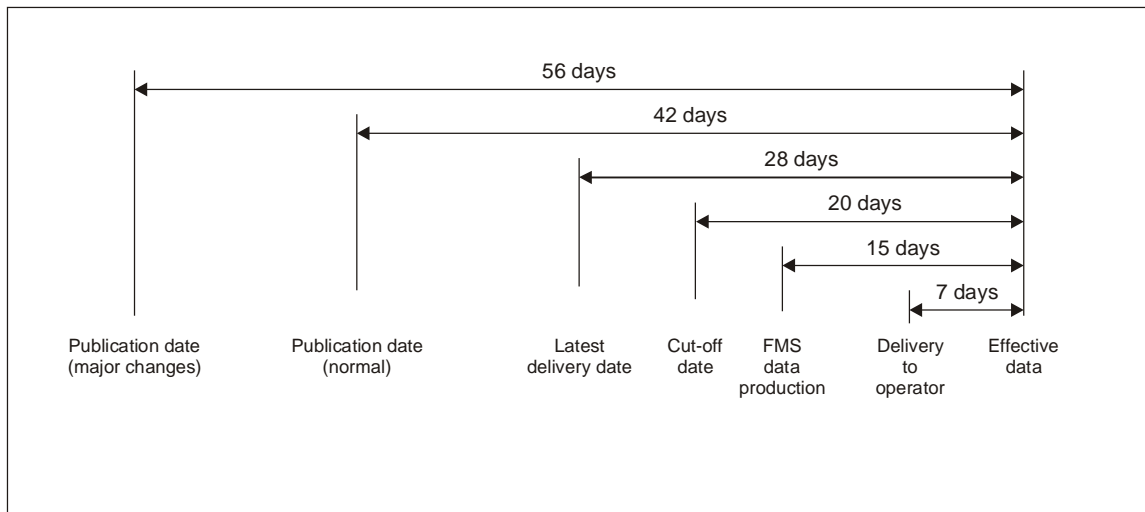 56 days
42 days
28 days
20 days
15 days
7 days
Publication date
(major changes)
Publication date
(normal)
Latest
delivery date
Cut-off
date
FMS
data
production
Delivery
to
operator
Effective
data